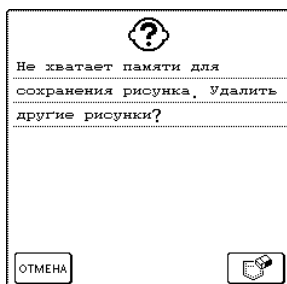 Не хватает памяти для
сохранения рисунка. Удалить
другие рисунки?
ОТМЕНА